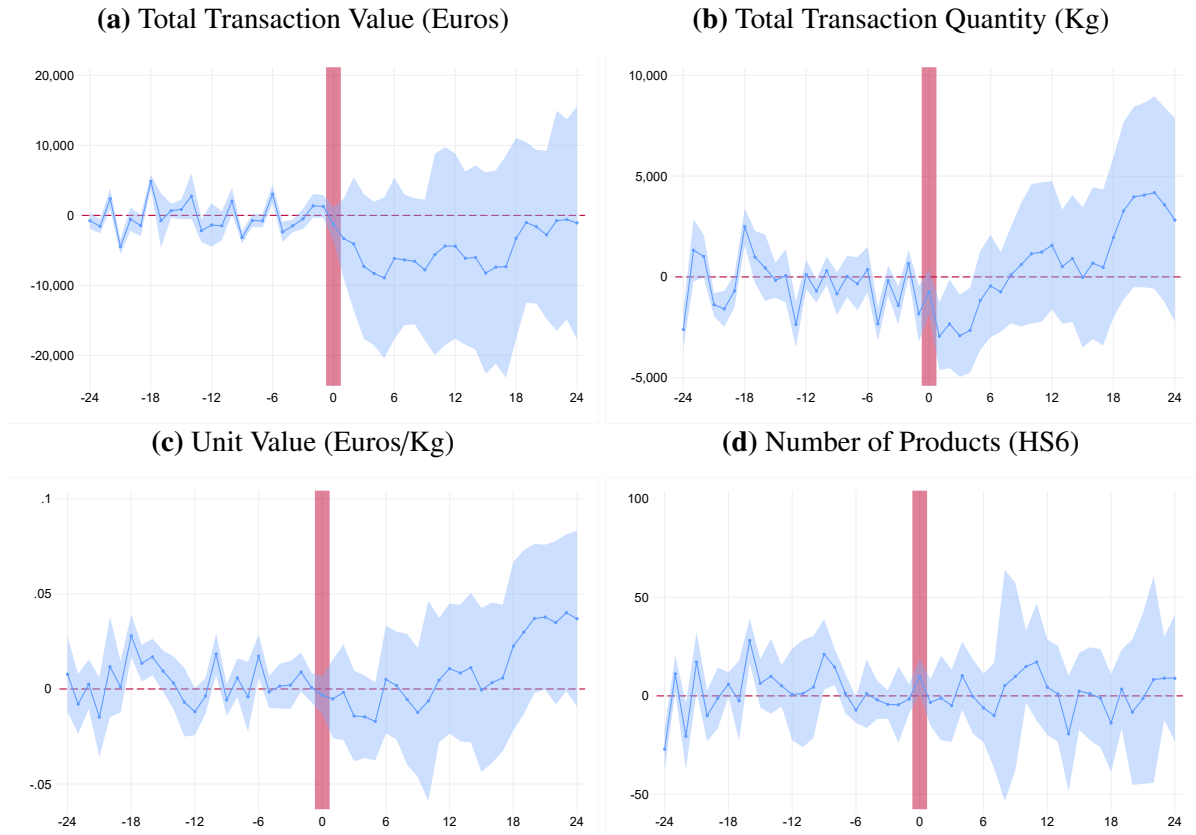 (a) Total Transaction Value (Euros)
(b) Total Transaction Quantity (Kg)
20,000
10,000
0
-10,000
-20,000
-24 -18 -12 -6 0 6 12 18 24
10,000
5,000
0
-5,000
-24 -18 -12 -6 0 6 12 18 24
(c) Unit Value (Euros/Kg)
(d) Number of Products (HS6)
.1
.05
0
-.05
-24 -18 -12 -6 0 6 12 18 24
100
50
0
-50
-24 -18 -12 -6 0 6 12 18 24